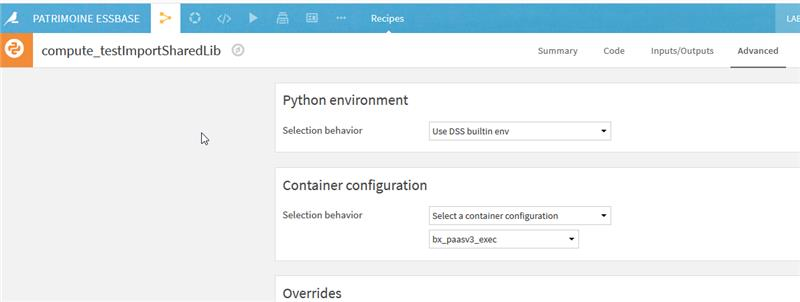 PATRIMOINE ESSBASE
Recipes
LAB
compute_testImportSharedLib
Summary
Code
Inputs/Outputs
Advanced
Python environment
Selection behavior
Use DSS builtin env
Container configuration
Selection behavior
Select a container configuration
bx_paasv3_exec
Overrides